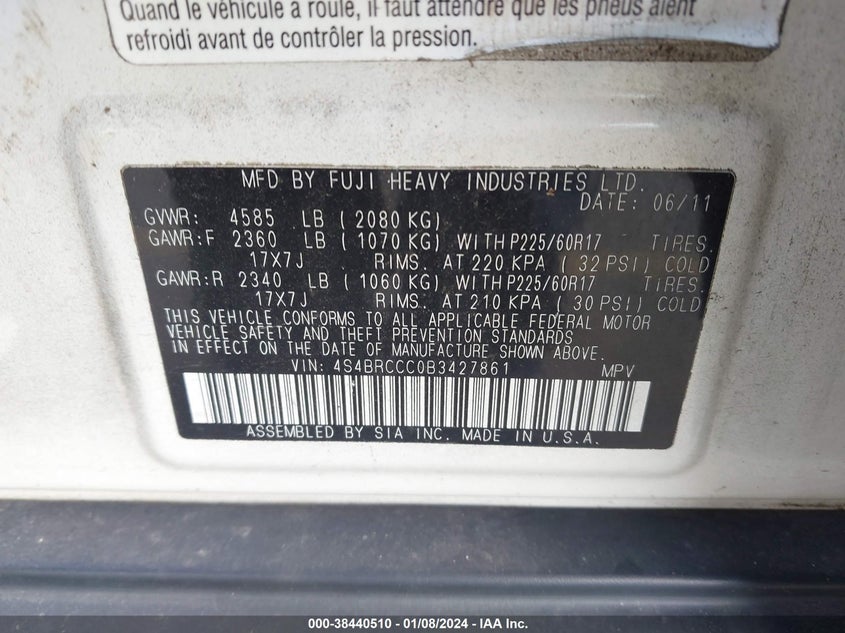 Quand le véhicule a roulé, il faut attendre que les pneus aient
refroidi avant de contrôler la pression.
MFD BY FUJI HEAVY INDUSTRIES LTD.
DATE: 06/11
GVWR: 4585 LB (2080 KG)
GAWR:F 2360 LB (1070 KG) WITH P225/60R17 TIRES.
17X7J RIMS. AT 220 KPA (32 PSI) COLD
GAWR:R 2340 LB (1060 KG) WITH P225/60R17 TIRES.
17X7J RIMS. AT 210 KPA (30 PSI) COLD
THIS VEHICLE CONFORMS TO ALL APPLICABLE FEDERAL MOTOR
VEHICLE SAFETY AND THEFT PREVENTION STANDARDS
IN EFFECT ON THE DATE OF MANUFACTURE SHOWN ABOVE.
VIN: 4S4BRCCC0B3427861 MPV
ASSEMBLED BY SIA INC. MADE IN U.S.A.
000-38440510 - 01/08/2024 - IAA Inc.